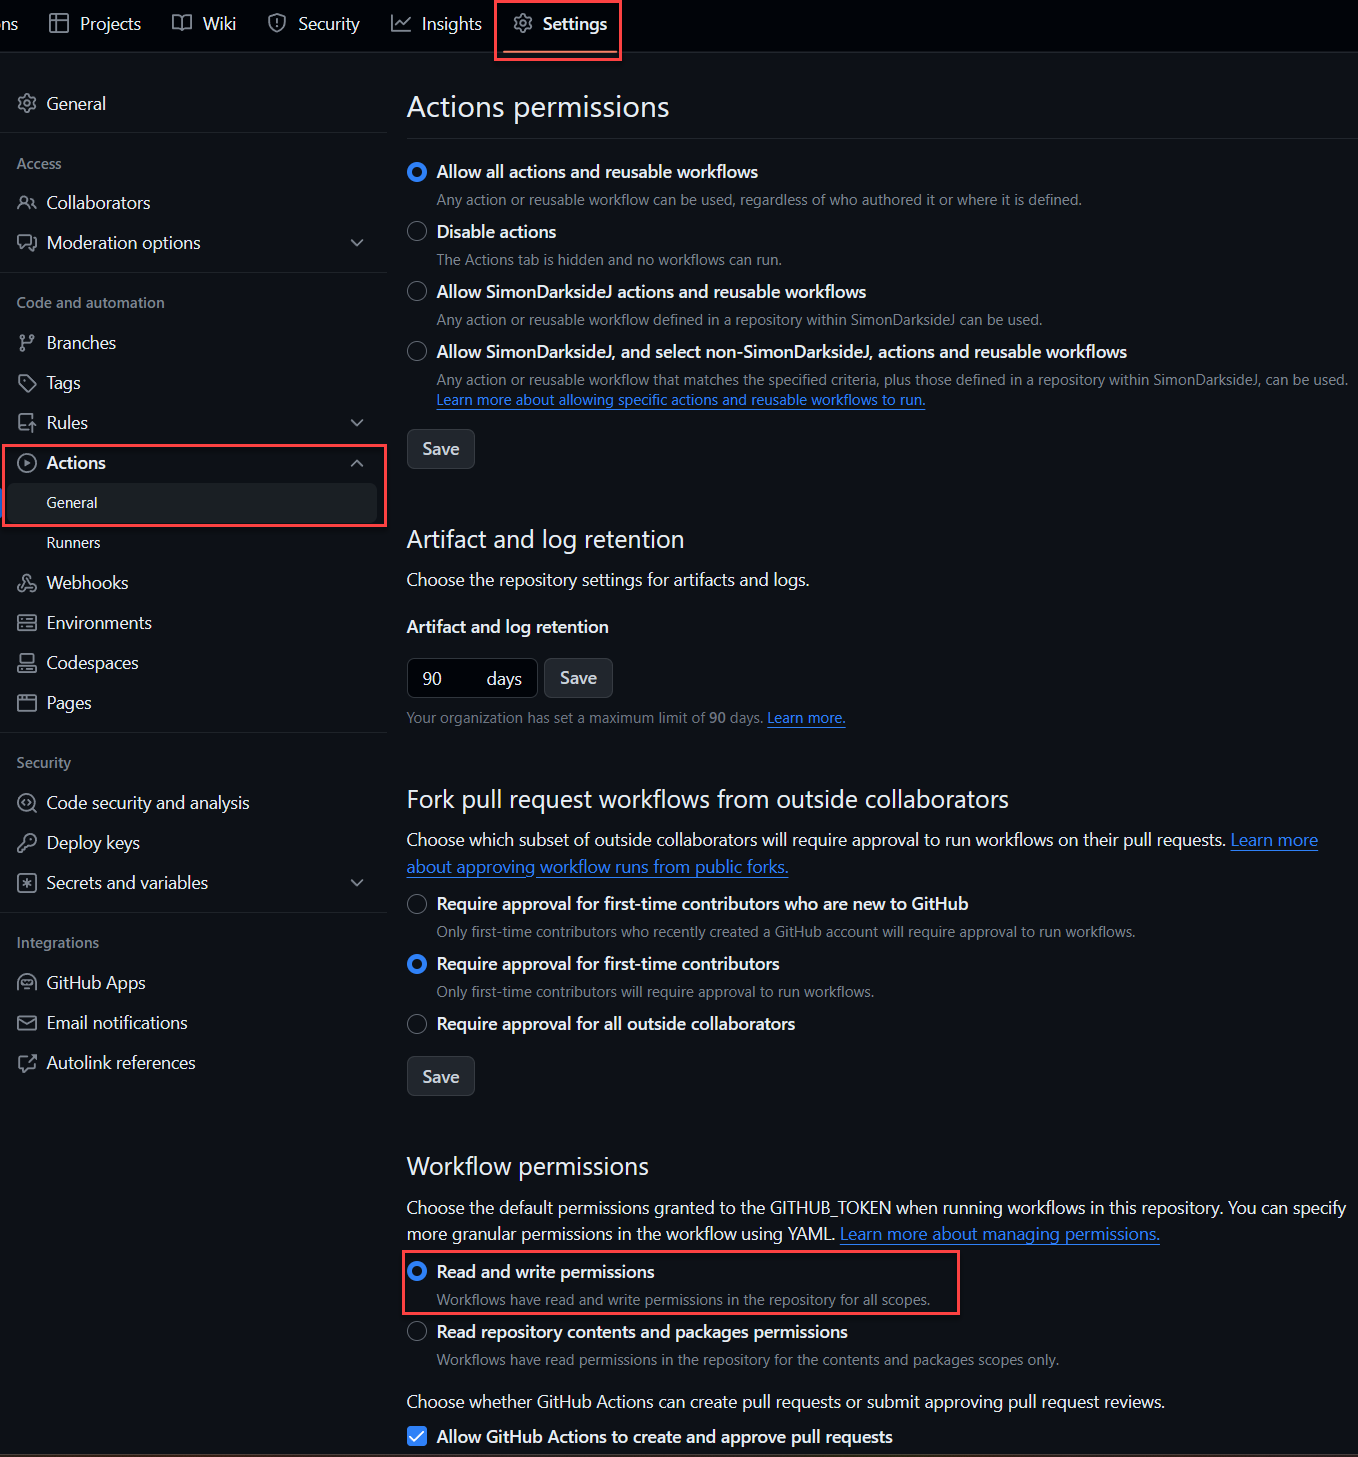 ns Projects Wiki Security Insights Settings
General
Access
Collaborators
Moderation options
Code and automation
Branches
Tags
Rules
Actions
General
Runners
Webhooks
Environments
Codespaces
Pages
Security
Code security and analysis
Deploy keys
Secrets and variables
Integrations
GitHub Apps
Email notifications
Autolink references
Actions permissions
Allow all actions and reusable workflows
Any action or reusable workflow can be used, regardless of who authored it or where it is defined.
Disable actions
The Actions tab is hidden and no workflows can run.
Allow SimonDarksideJ actions and reusable workflows
Any action or reusable workflow defined in a repository within SimonDarksideJ can be used.
Allow SimonDarksideJ, and select non-SimonDarksideJ, actions and reusable workflows
Any action or reusable workflow that matches the specified criteria, plus those defined in a repository within SimonDarksideJ, can be used.
Learn more about allowing specific actions and reusable workflows to run.
Save
Artifact and log retention
Choose the repository settings for artifacts and logs.
Artifact and log retention
90 days Save
Your organization has set a maximum limit of 90 days. Learn more.
Fork pull request workflows from outside collaborators
Choose which subset of outside collaborators will require approval to run workflows on their pull requests. Learn more
about approving workflow runs from public forks.
Require approval for first-time contributors who are new to GitHub
Only first-time contributors who recently created a GitHub account will require approval to run workflows.
Require approval for first-time contributors
Only first-time contributors will require approval to run workflows.
Require approval for all outside collaborators
Save
Workflow permissions
Choose the default permissions granted to the GITHUB_TOKEN when running workflows in this repository. You can specify
more granular permissions in the workflow using YAML. Learn more about managing permissions.
Read and write permissions
Workflows have read and write permissions in the repository for all scopes.
Read repository contents and packages permissions
Workflows have read permissions in the repository for the contents and packages scopes only.
Choose whether GitHub Actions can create pull requests or submit approving pull request reviews.
Allow GitHub Actions to create and approve pull requests